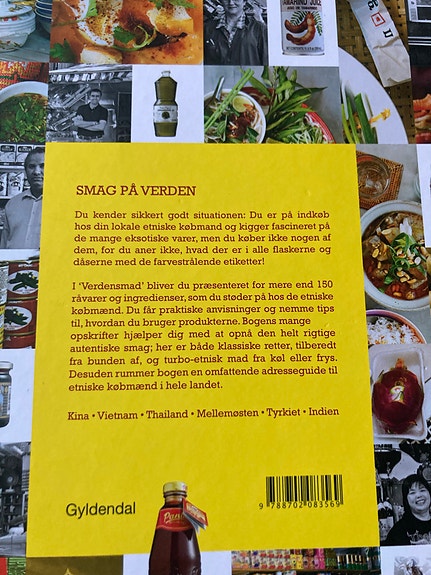 TAMARIND JUICE
SMAG PÅ VERDEN
Du kender sikkert godt situationen: Du er på indkøb
hos din lokale etniske købmand og kigger fascineret på
de mange eksotiske varer, men du køber ikke nogen af
dem, for du aner ikke, hvad der er i alle flaskerne og
dåserne med de farvestrålende etiketter!
I ‘Verdensmad’ bliver du præsenteret for mere end 150
råvarer og ingredienser, som du støder på hos de etniske
købmænd. Du får praktiske anvisninger og nemme tips
til, hvordan du bruger produkterne. Bogens mange
opskrifter hjælper dig med at opnå den helt rigtige
autentiske smag; her er både klassiske retter, tilberedt
fra bunden af, og turbo-etnisk mad fra køl eller frys.
Desuden rummer bogen en omfattende adresseguide til
etniske købmænd i hele landet.
Kina • Vietnam • Thailand • Mellemøsten • Tyrkiet • Indien
Gyldendal
9 788702 083569